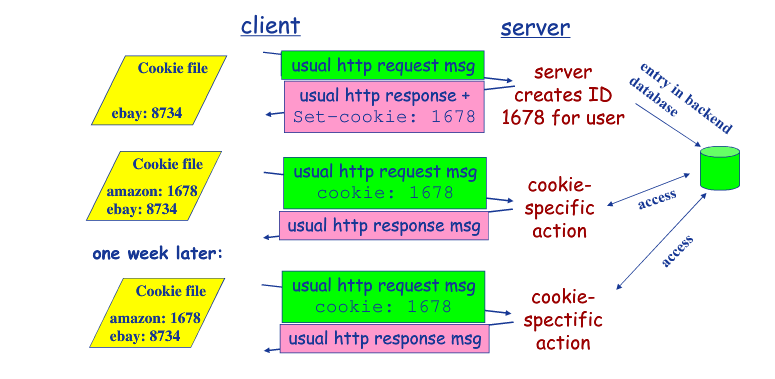 client
server
Cookie file
ebay: 8734
usual http request msg
usual http response +
Set-cookie: 1678
server
creates ID
1678 for user
entry in backend
database
Cookie file
amazon: 1678
ebay: 8734
usual http request msg
cookie: 1678
usual http response msg
cookie-
specific
action
access
one week later:
access
Cookie file
amazon: 1678
ebay: 8734
usual http request msg
cookie: 1678
usual http response msg
cookie-
spectific
action